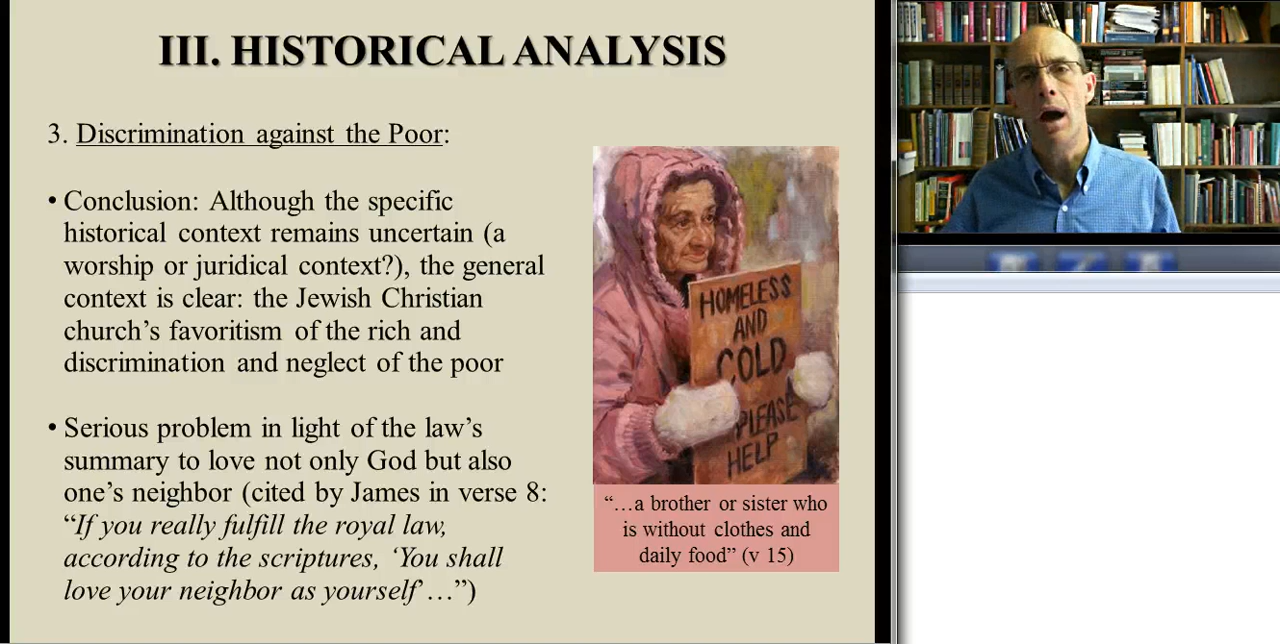 III. HISTORICAL ANALYSIS
3. Discrimination against the Poor:
• Conclusion: Although the specific
historical context remains uncertain (a
worship or juridical context?), the general
context is clear: the Jewish Christian
church’s favoritism of the rich and
discrimination and neglect of the poor
• Serious problem in light of the law’s
summary to love not only God but also
one’s neighbor (cited by James in verse 8:
“If you really fulfill the royal law,
according to the scriptures, ‘You shall
love your neighbor as yourself’…”)
HOMELESS
AND
COLD
PLEASE
HELP
“…a brother or sister who
is without clothes and
daily food” (v 15)